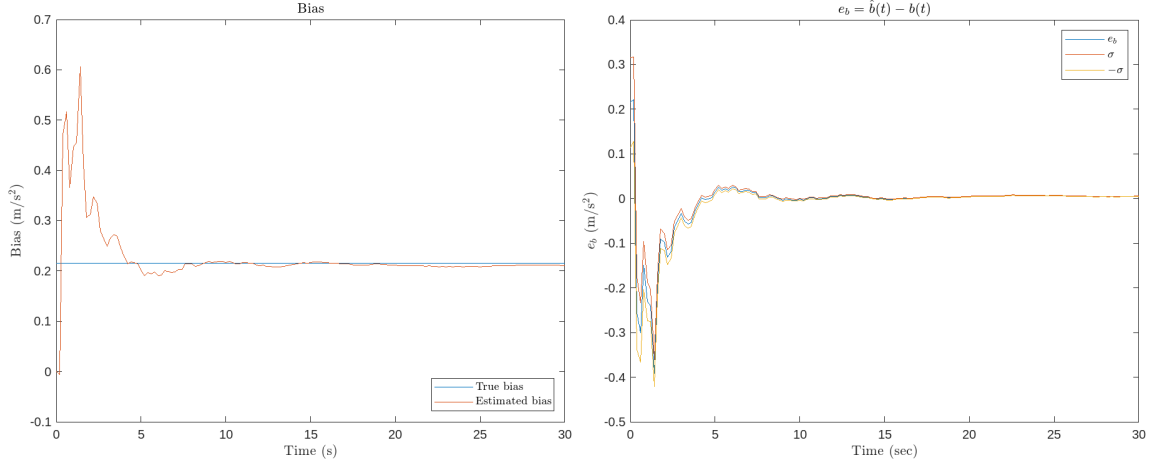 Bias
0.7
0.6
0.5
0.4
0.3
0.2
0.1
0
-0.1
Bias (m/s²)
0 5 10 15 20 25 30
Time (s)
True bias
Estimated bias
e_b = b̂(t) − b(t)
0.4
0.3
0.2
0.1
0
-0.1
-0.2
-0.3
-0.4
-0.5
e_b (m/s²)
0 5 10 15 20 25 30
Time (sec)
e_b
σ
−σ